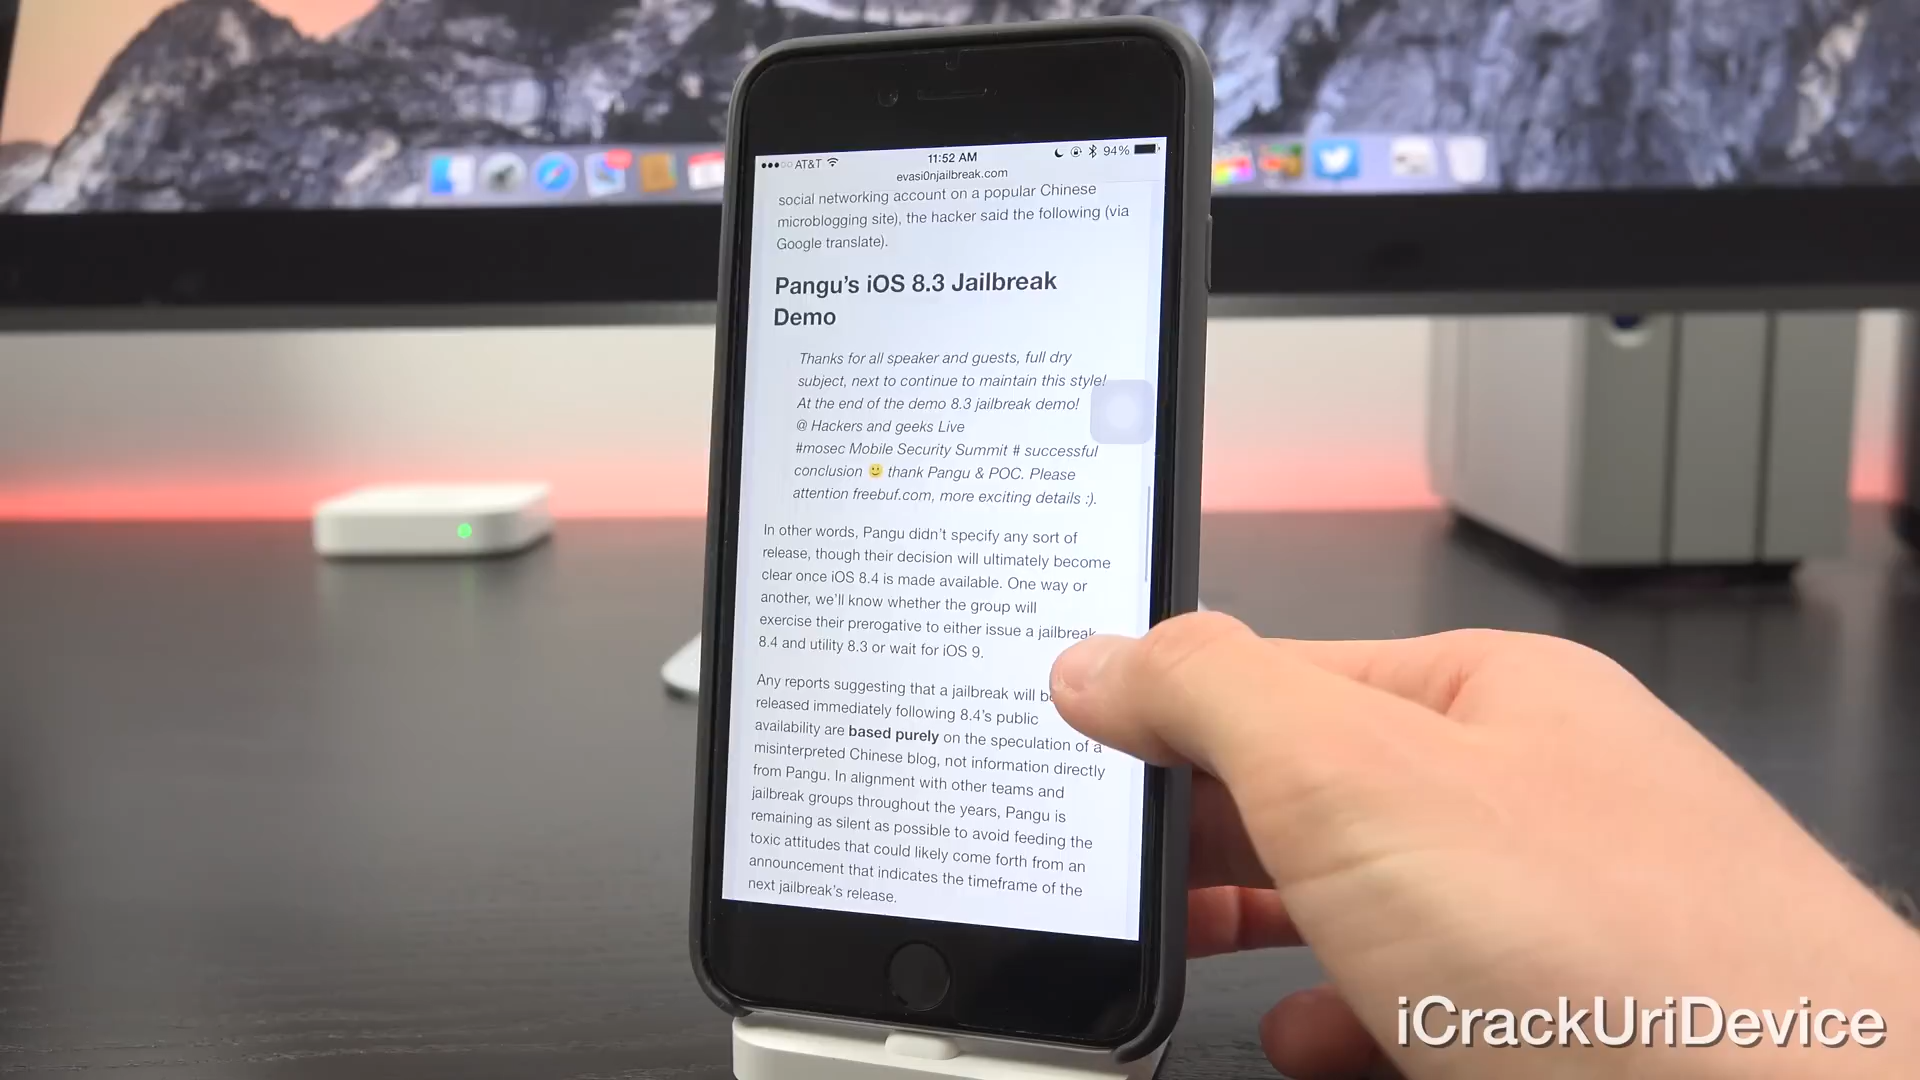 AT&T
11:52 AM
94%
evasi0njailbreak.com
social networking account on a popular Chinese
microblogging site), the hacker said the following (via
Google translate).
Pangu’s iOS 8.3 Jailbreak
Demo
Thanks for all speaker and guests, full dry
subject, next to continue to maintain this style!
At the end of the demo 8.3 jailbreak demo!
@ Hackers and geeks Live
#mosec Mobile Security Summit # successful
conclusion 🙂 thank Pangu & POC. Please
attention freebuf.com, more exciting details :).
In other words, Pangu didn’t specify any sort of
release, though their decision will ultimately become
clear once iOS 8.4 is made available. One way or
another, we’ll know whether the group will
exercise their prerogative to either issue a jailbreak
8.4 and utility 8.3 or wait for iOS 9.
Any reports suggesting that a jailbreak will
released immediately following 8.4’s public
availability are based purely on the speculation of a
misinterpreted Chinese blog, not information directly
from Pangu. In alignment with other teams and
jailbreak groups throughout the years, Pangu is
remaining as silent as possible to avoid feeding the
toxic attitudes that could likely come forth from an
announcement that indicates the timeframe of the
next jailbreak’s release.
iCrackUriDevice